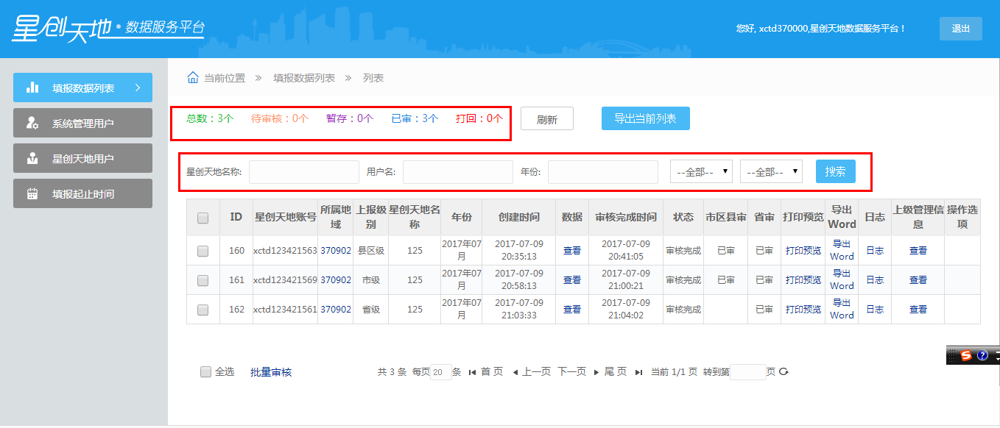 星创天地·数据服务平台
您好, xctd370000,星创天地数据服务平台！
退出
填报数据列表
系统管理用户
星创天地用户
填报起止时间
当前位置 » 填报数据列表 » 列表
总数：3个 待审核：0个 暂存：0个 已审：3个 打回：0个 刷新 导出当前列表
星创天地名称: 用户名: 年份: --全部-- --全部-- 搜索
ID 星创天地账号 所属地域 上报级别 星创天地名称 年份 创建时间 数据 审核完成时间 状态 市区县审 省审 打印预览 导出Word 日志 上级管理信息 操作选项
160 xctd123421563 370902 县区级 125 2017年07月 2017-07-09 20:35:13 查看 2017-07-09 20:41:05 审核完成 已审 已审 打印预览 导出Word 日志 查看
161 xctd123421569 370902 市级 125 2017年07月 2017-07-09 20:58:13 查看 2017-07-09 21:00:21 审核完成 已审 已审 打印预览 导出Word 日志 查看
162 xctd123421561 370902 省级 125 2017年07月 2017-07-09 21:03:33 查看 2017-07-09 21:04:02 审核完成 已审 打印预览 导出Word 日志 查看
全选 批量审核 共 3 条 每页 20 条 首 页 上一页 下一页 尾 页 当前 1/1 页 转到第 页